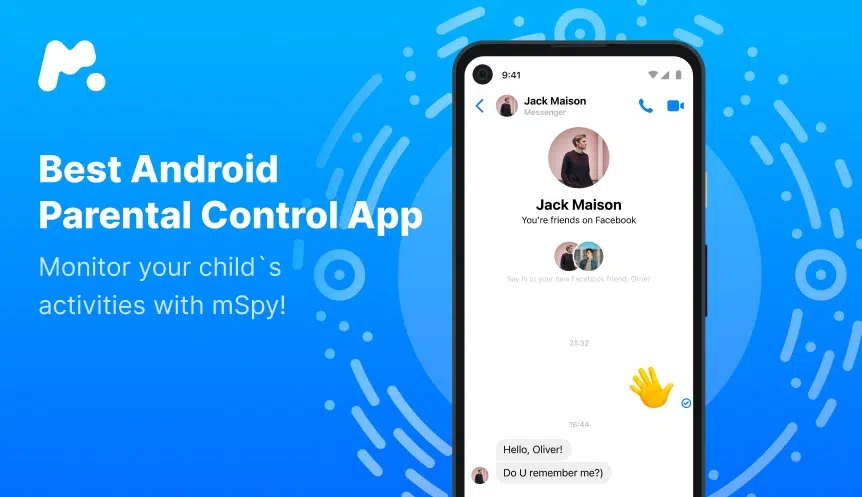 Best Android
Parental Control App
Monitor your child`s
activities with mSpy!
9:41
Jack Maison
Messenger
Jack Maison
You're friends on Facebook
Say hi to your new Facebook friend, Oliver
21:32
16:44
Hello, Oliver!
Do U remember me?)